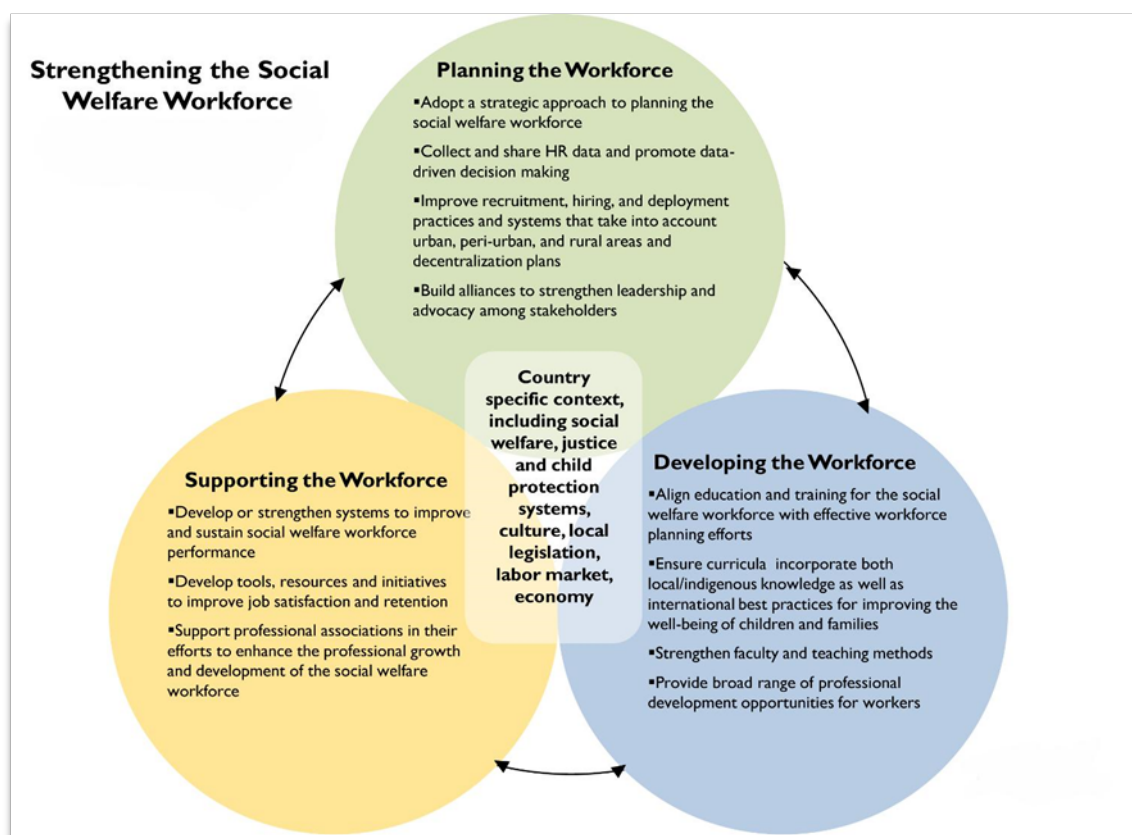 Strengthening the Social
Welfare Workforce
Planning the Workforce
▪Adopt a strategic approach to planning the
social welfare workforce
▪Collect and share HR data and promote data-
driven decision making
▪Improve recruitment, hiring, and deployment
practices and systems that take into account
urban, peri-urban, and rural areas and
decentralization plans
▪Build alliances to strengthen leadership and
advocacy among stakeholders
Country
specific context,
including social
welfare, justice
and child
protection
systems,
culture, local
legislation,
labor market,
economy
Supporting the Workforce
▪Develop or strengthen systems to improve
and sustain social welfare workforce
performance
▪Develop tools, resources and initiatives
to improve job satisfaction and retention
▪Support professional associations in their
efforts to enhance the professional growth
and development of the social welfare
workforce
Developing the Workforce
▪Align education and training for the social
welfare workforce with effective workforce
planning efforts
▪Ensure curricula incorporate both
local/indigenous knowledge as well as
international best practices for improving the
well-being of children and families
▪Strengthen faculty and teaching methods
▪Provide broad range of professional
development opportunities for workers